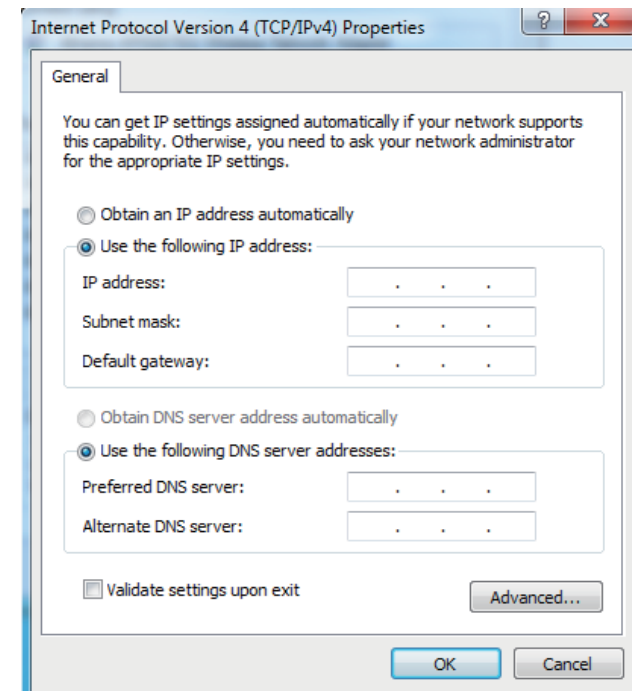 Internet Protocol Version 4 (TCP/IPv4) Properties
General
You can get IP settings assigned automatically if your network supports
this capability. Otherwise, you need to ask your network administrator
for the appropriate IP settings.
Obtain an IP address automatically
Use the following IP address:
IP address:
Subnet mask:
Default gateway:
Obtain DNS server address automatically
Use the following DNS server addresses:
Preferred DNS server:
Alternate DNS server:
Validate settings upon exit
Advanced...
OK Cancel